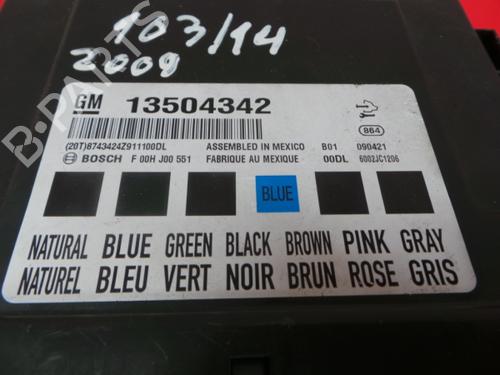 103/14
2009
GM 13504342
(20T)8743424Z911100DL ASSEMBLED IN MEXICO B01 090421
864
BOSCH F 00H J00 551 FABRIQUE AU MEXIQUE 00DL 6002JC1206
BLUE
NATURAL BLUE GREEN BLACK BROWN PINK GRAY
NATUREL BLEU VERT NOIR BRUN ROSE GRIS
B-PARTS